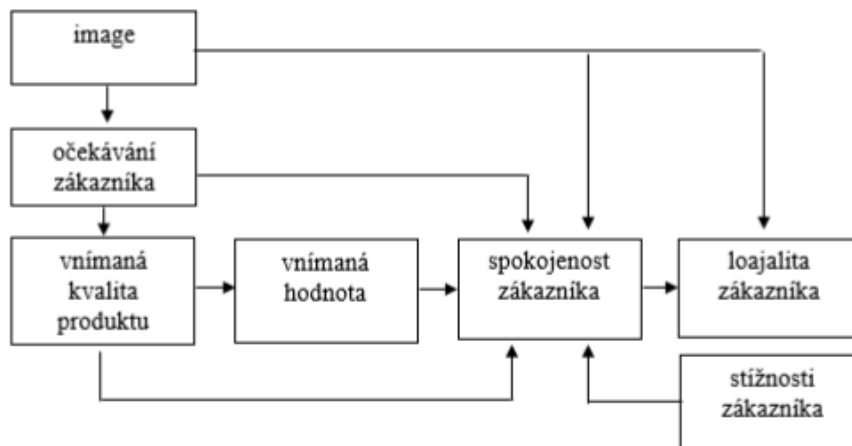 image
očekávání
zákazníka
vnímaná
kvalita
produktu
vnímaná
hodnota
spokojenost
zákazníka
loajalita
zákazníka
stížnosti
zákazníka